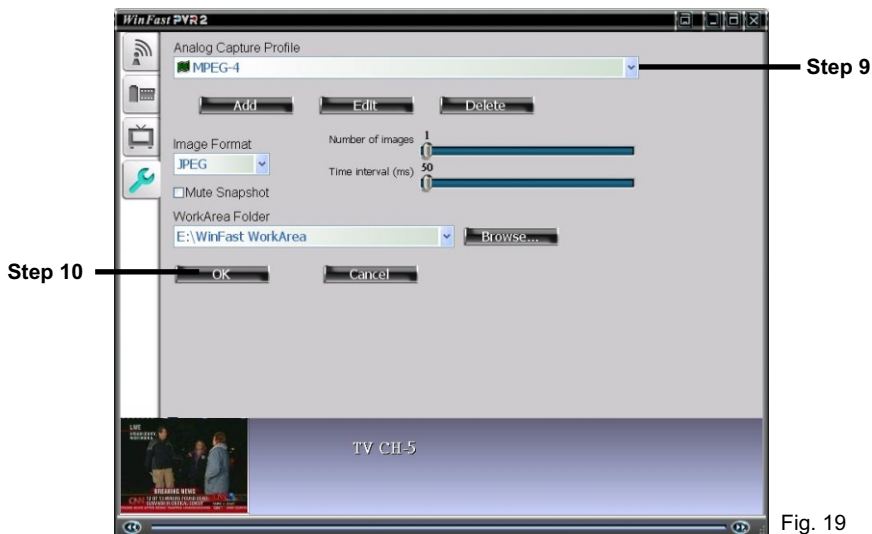 WinFast PVR2
Analog Capture Profile
MPEG-4
Step 9
Add Edit Delete
Image Format
JPEG
Number of images 1
Time interval (ms) 50
Mute Snapshot
WorkArea Folder
E:\WinFast WorkArea
Browse...
Step 10
OK Cancel
LIVE
TV CH-5
BREAKING NEWS
CNN
Fig. 19